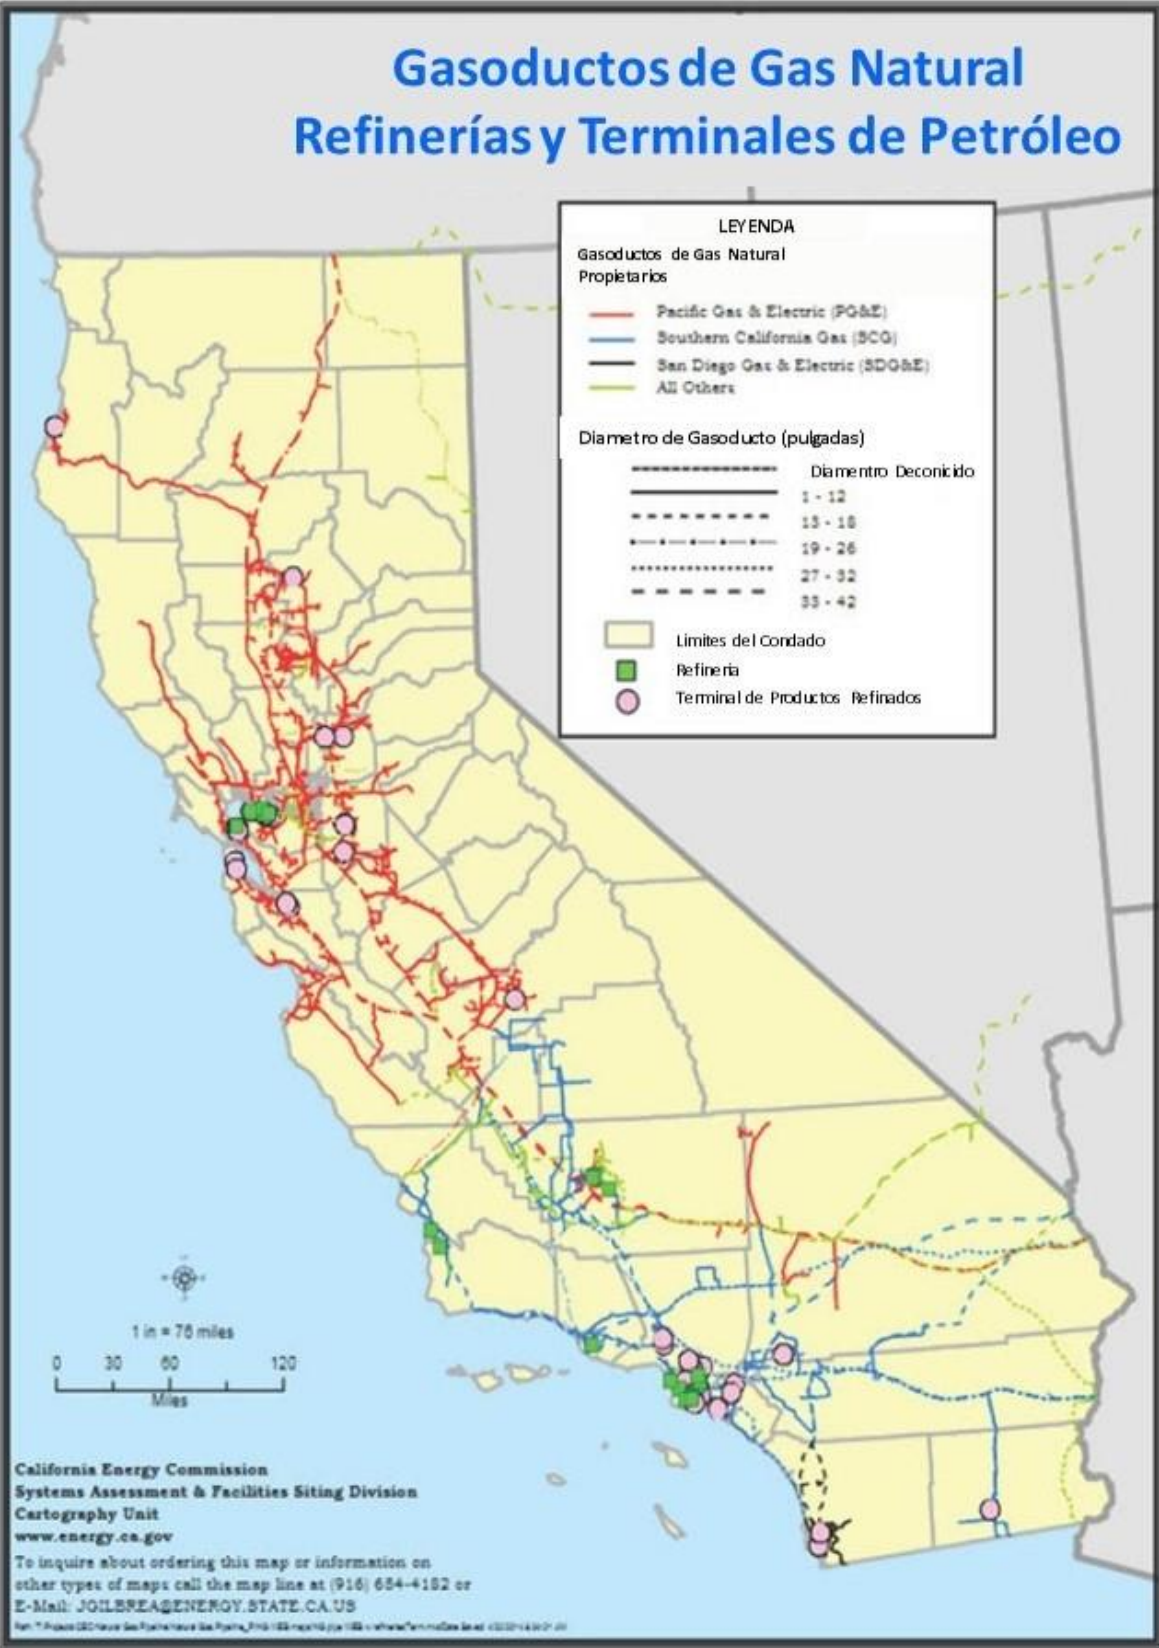 Gasoductos de Gas Natural
Refinerías y Terminales de Petróleo
LEYENDA
Gasoductos de Gas Natural
Propietarios
Pacific Gas & Electric (PG&E)
Southern California Gas (SCG)
San Diego Gas & Electric (SDG&E)
All Others
Diametro de Gasoducto (pulgadas)
Diamentro Deconicido
1 - 12
13 - 18
19 - 26
27 - 32
33 - 42
Limites del Condado
Refineria
Terminal de Productos Refinados
1 in = 76 miles
0 30 60 120
Miles
California Energy Commission
Systems Assessment & Facilities Siting Division
Cartography Unit
www.energy.ca.gov
To inquire about ordering this map or information on
other types of maps call the map line at (916) 654-4182 or
E-Mail: JGILBREA@ENERGY.STATE.CA.US